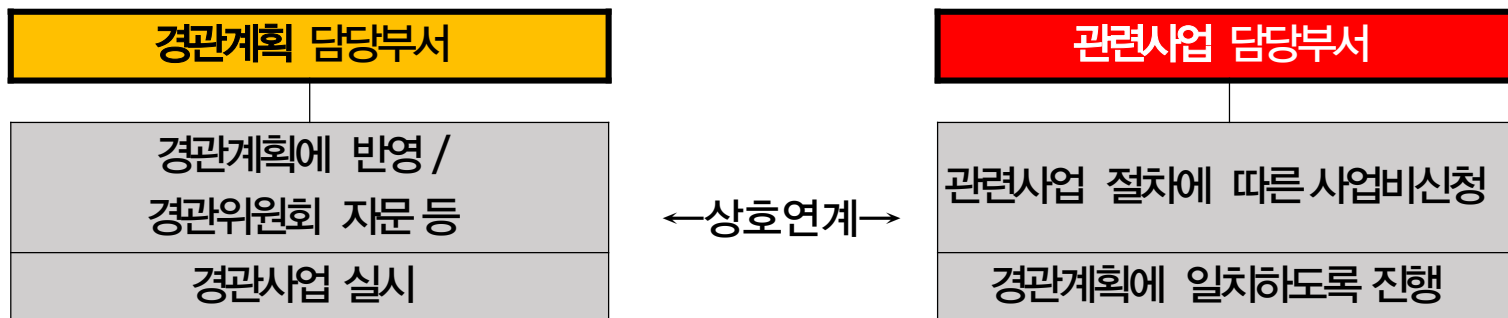 경관계획 담당부서
경관계획에 반영 /
경관위원회 자문 등
경관사업 실시
←상호연계→
관련사업 담당부서
관련사업 절차에 따른 사업비신청
경관계획에 일치하도록 진행